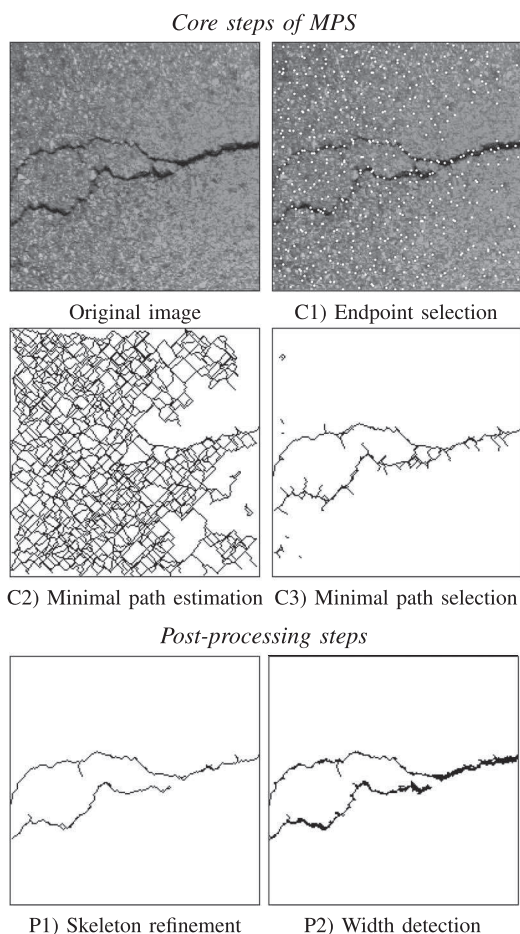 Core steps of MPS
Original image
C1) Endpoint selection
C2) Minimal path estimation
C3) Minimal path selection
Post-processing steps
P1) Skeleton refinement
P2) Width detection